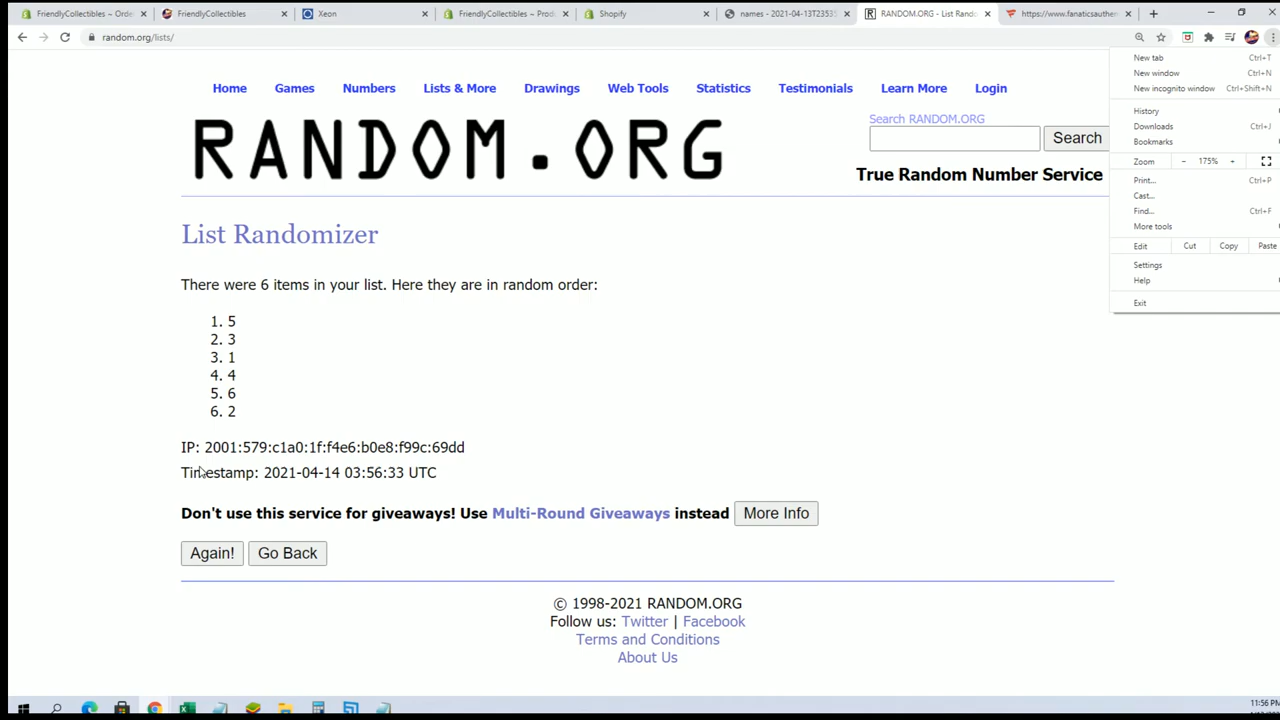 FriendlyCollectibles ~ Orde
FriendlyCollectibles
Xeon
FriendlyCollectibles ~ Prod
Shopify
names - 2021-04-13T2353
RANDOM.ORG - List Rando
https://www.fanaticsauthen
random.org/lists/
New tab Ctrl+T
New window Ctrl+N
New incognito window Ctrl+Shift+N
History
Downloads Ctrl+J
Bookmarks
Zoom - 175% +
Print... Ctrl+P
Cast...
Find... Ctrl+F
More tools
Edit Cut Copy Paste
Settings
Help
Exit
Home Games Numbers Lists & More Drawings Web Tools Statistics Testimonials Learn More Login
RANDOM.ORG
Search RANDOM.ORG
Search
True Random Number Service
List Randomizer
There were 6 items in your list. Here they are in random order:
1. 5
2. 3
3. 1
4. 4
5. 6
6. 2
IP: 2001:579:c1a0:1f:f4e6:b0e8:f99c:69dd
Timestamp: 2021-04-14 03:56:33 UTC
Don't use this service for giveaways! Use Multi-Round Giveaways instead More Info
Again! Go Back
© 1998-2021 RANDOM.ORG
Follow us: Twitter | Facebook
Terms and Conditions
About Us
11:56 PM